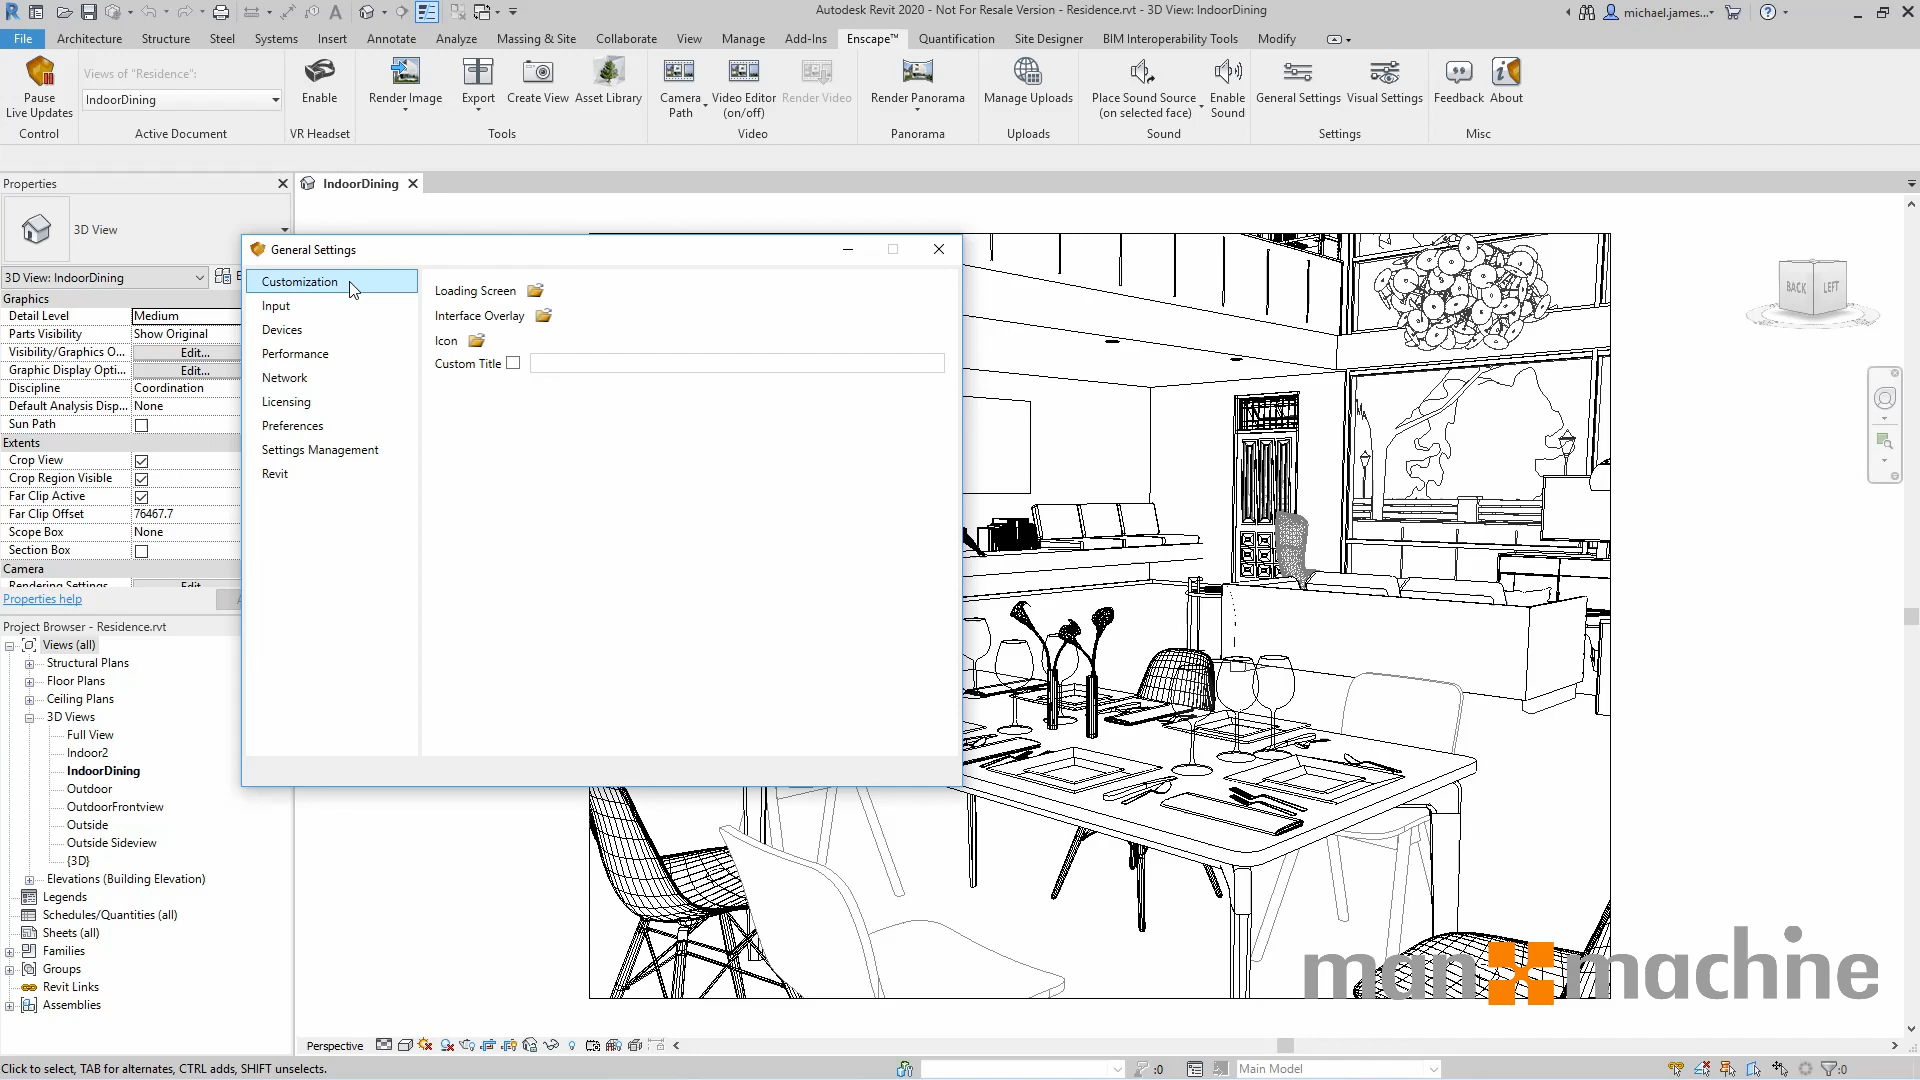 Autodesk Revit 2020 - Not For Resale Version - Residence.rvt - 3D View: IndoorDining
michael.james...
File Architecture Structure Steel Systems Insert Annotate Analyze Massing & Site Collaborate View Manage Add-Ins Enscape™ Quantification Site Designer BIM Interoperability Tools Modify
Pause
Live Updates
Control
Views of "Residence":
IndoorDining
Active Document
Enable
VR Headset
Render Image
Export
Create View
Asset Library
Tools
Camera
Path
Video Editor
(on/off)
Render Video
Video
Render Panorama
Panorama
Manage Uploads
Uploads
Place Sound Source
(on selected face)
Enable
Sound
Sound
General Settings
Visual Settings
Settings
Feedback
About
Misc
Properties
3D View
3D View: IndoorDining
Graphics
Detail Level Medium
Parts Visibility Show Original
Visibility/Graphics O... Edit...
Graphic Display Opti... Edit...
Discipline Coordination
Default Analysis Disp... None
Sun Path
Extents
Crop View
Crop Region Visible
Far Clip Active
Far Clip Offset 76467.7
Scope Box None
Section Box
Camera
Rendering Settings Edit
Properties help
Project Browser - Residence.rvt
Views (all)
Structural Plans
Floor Plans
Ceiling Plans
3D Views
Full View
Indoor2
IndoorDining
Outdoor
OutdoorFrontview
Outside
Outside Sideview
{3D}
Elevations (Building Elevation)
Legends
Schedules/Quantities (all)
Sheets (all)
Families
Groups
Revit Links
Assemblies
IndoorDining
General Settings
Customization
Input
Devices
Performance
Network
Licensing
Preferences
Settings Management
Revit
Loading Screen
Interface Overlay
Icon
Custom Title
BACK LEFT
man machine
Perspective
Click to select, TAB for alternates, CTRL adds, SHIFT unselects.
:0
Main Model
:0